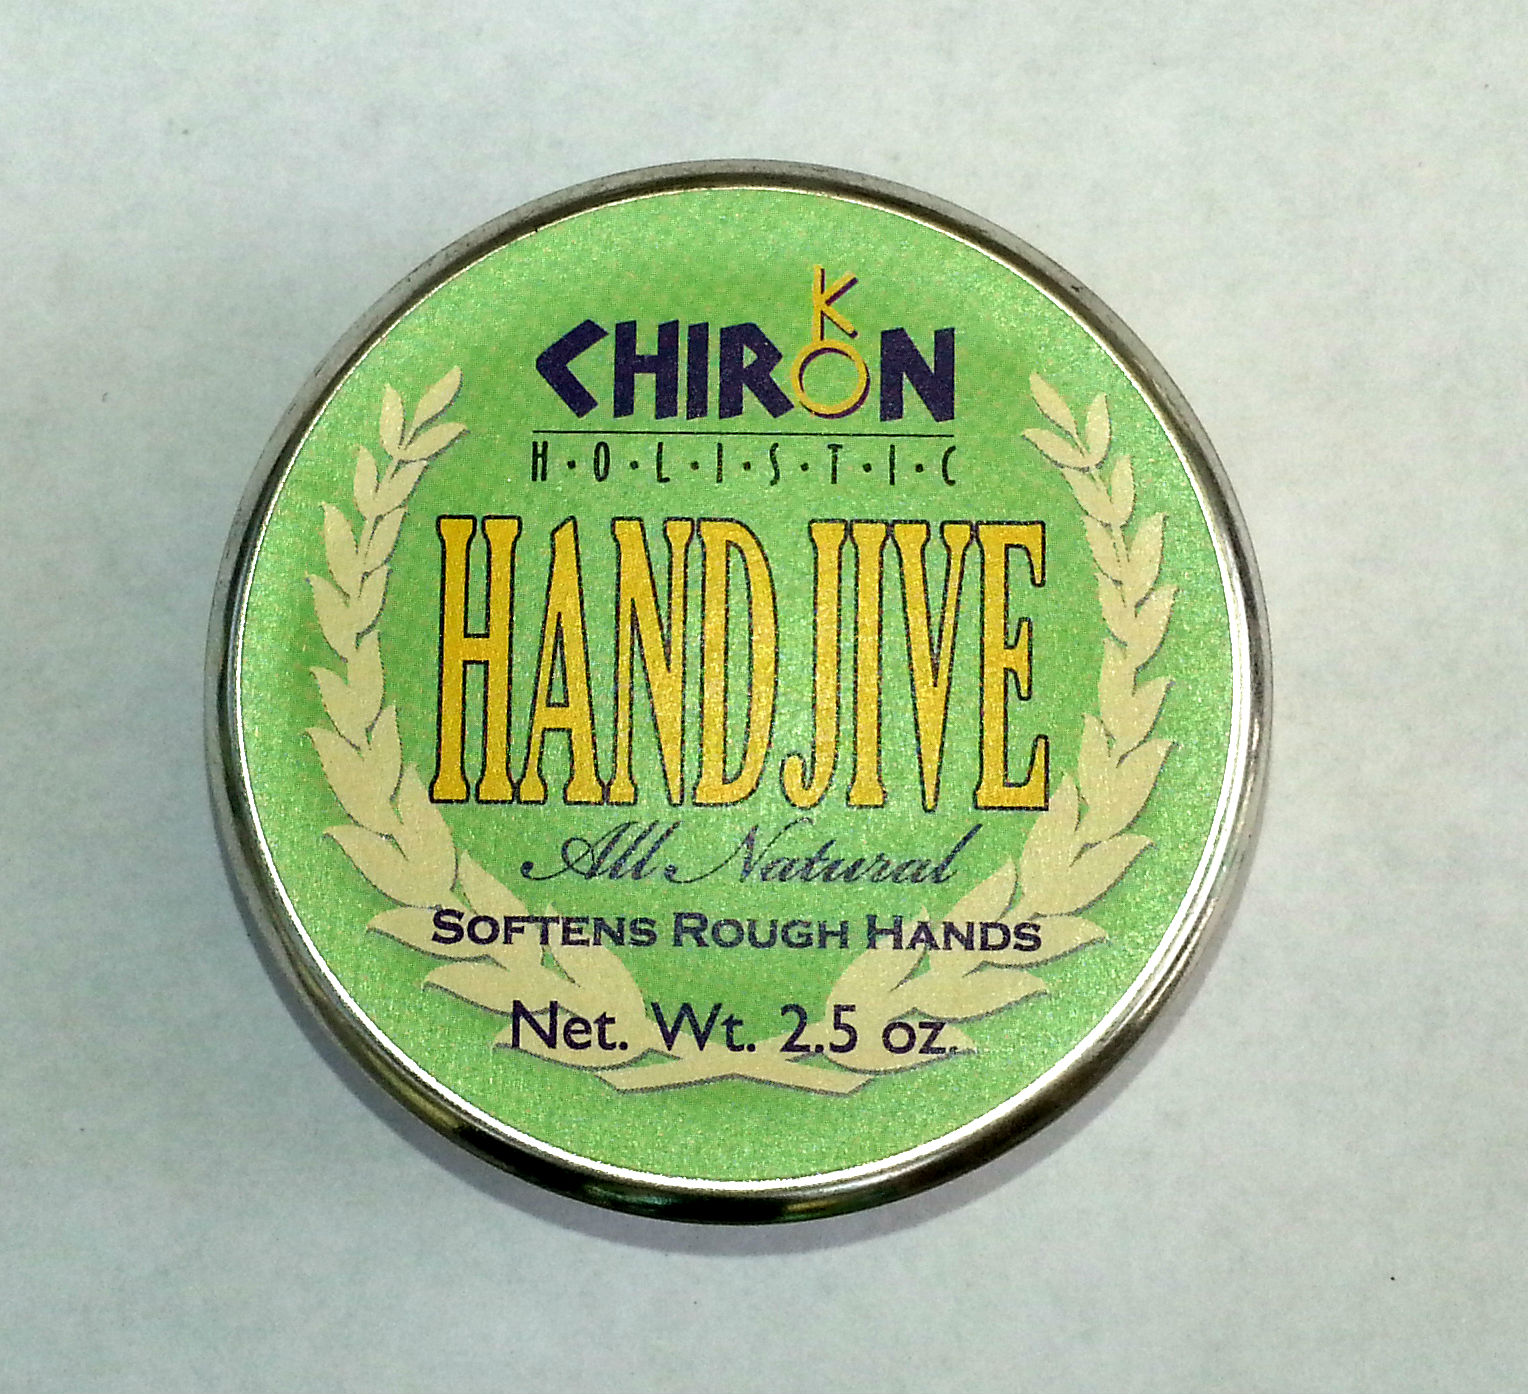 CHIRON
H·O·L·I·S·T·I·C
HAND JIVE
All Natural
SOFTENS ROUGH HANDS
Net. Wt. 2.5 oz.